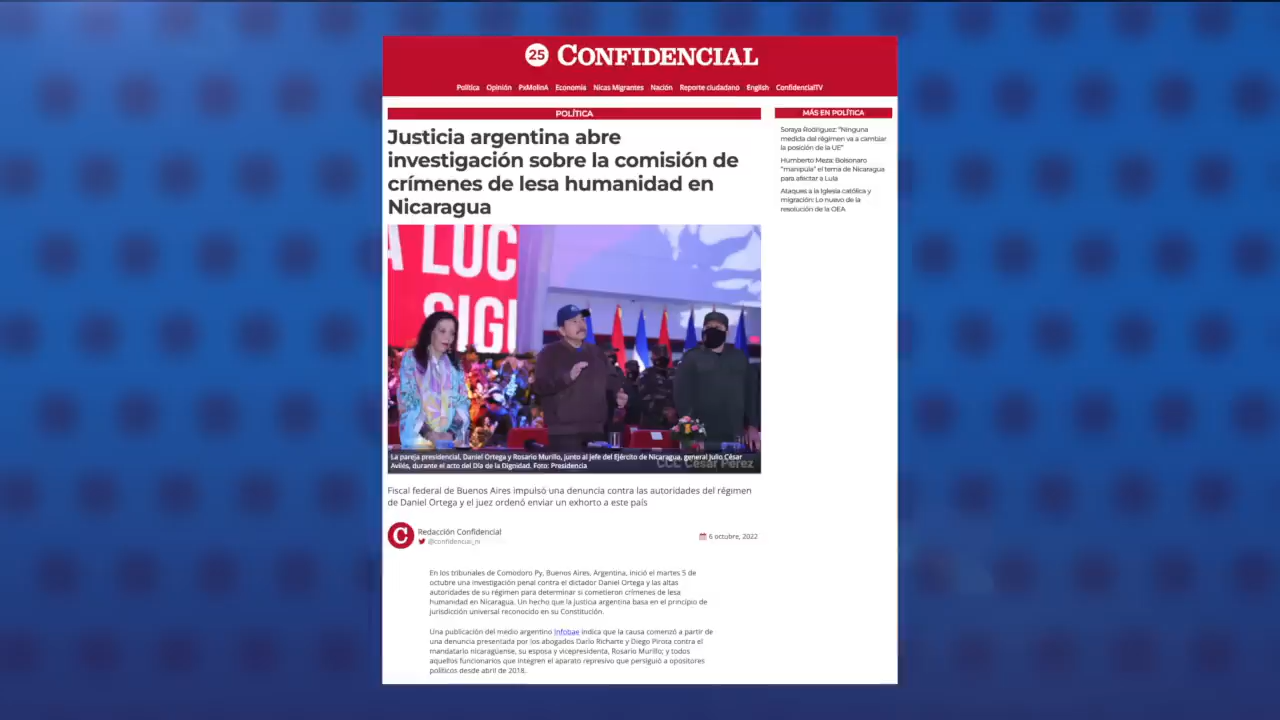 25 CONFIDENCIAL
Política Opinión PxMolinA Economía Nicas Migrantes Nación Reporte ciudadano English ConfidencialTV
POLÍTICA
Justicia argentina abre
investigación sobre la comisión de
crímenes de lesa humanidad en
Nicaragua
A LUC
SIGI
La pareja presidencial, Daniel Ortega y Rosario Murillo, junto al jefe del Ejército de Nicaragua, general Julio César
Avilés, durante el acto del Día de la Dignidad. Foto: Presidencia
CCC César Pérez
Fiscal federal de Buenos Aires impulsó una denuncia contra las autoridades del régimen
de Daniel Ortega y el juez ordenó enviar un exhorto a este país
C
Redacción Confidencial
@confidencial_ni
6 octubre, 2022
En los tribunales de Comodoro Py, Buenos Aires, Argentina, inició el martes 5 de
octubre una investigación penal contra el dictador Daniel Ortega y las altas
autoridades de su régimen para determinar si cometieron crímenes de lesa
humanidad en Nicaragua. Un hecho que la justicia argentina basa en el principio de
jurisdicción universal reconocido en su Constitución.
Una publicación del medio argentino Infobae indica que la causa comenzó a partir de
una denuncia presentada por los abogados Darío Richarte y Diego Pirota contra el
mandatario nicaragüense, su esposa y vicepresidenta, Rosario Murillo; y todos
aquellos funcionarios que integren el aparato represivo que persiguió a opositores
políticos desde abril de 2018.
MÁS EN POLÍTICA
Soraya Rodríguez: "Ninguna
medida del régimen va a cambiar
la posición de la UE"
Humberto Meza: Bolsonaro
"manipula" el tema de Nicaragua
para afectar a Lula
Ataques a la Iglesia católica y
migración: Lo nuevo de la
resolución de la OEA